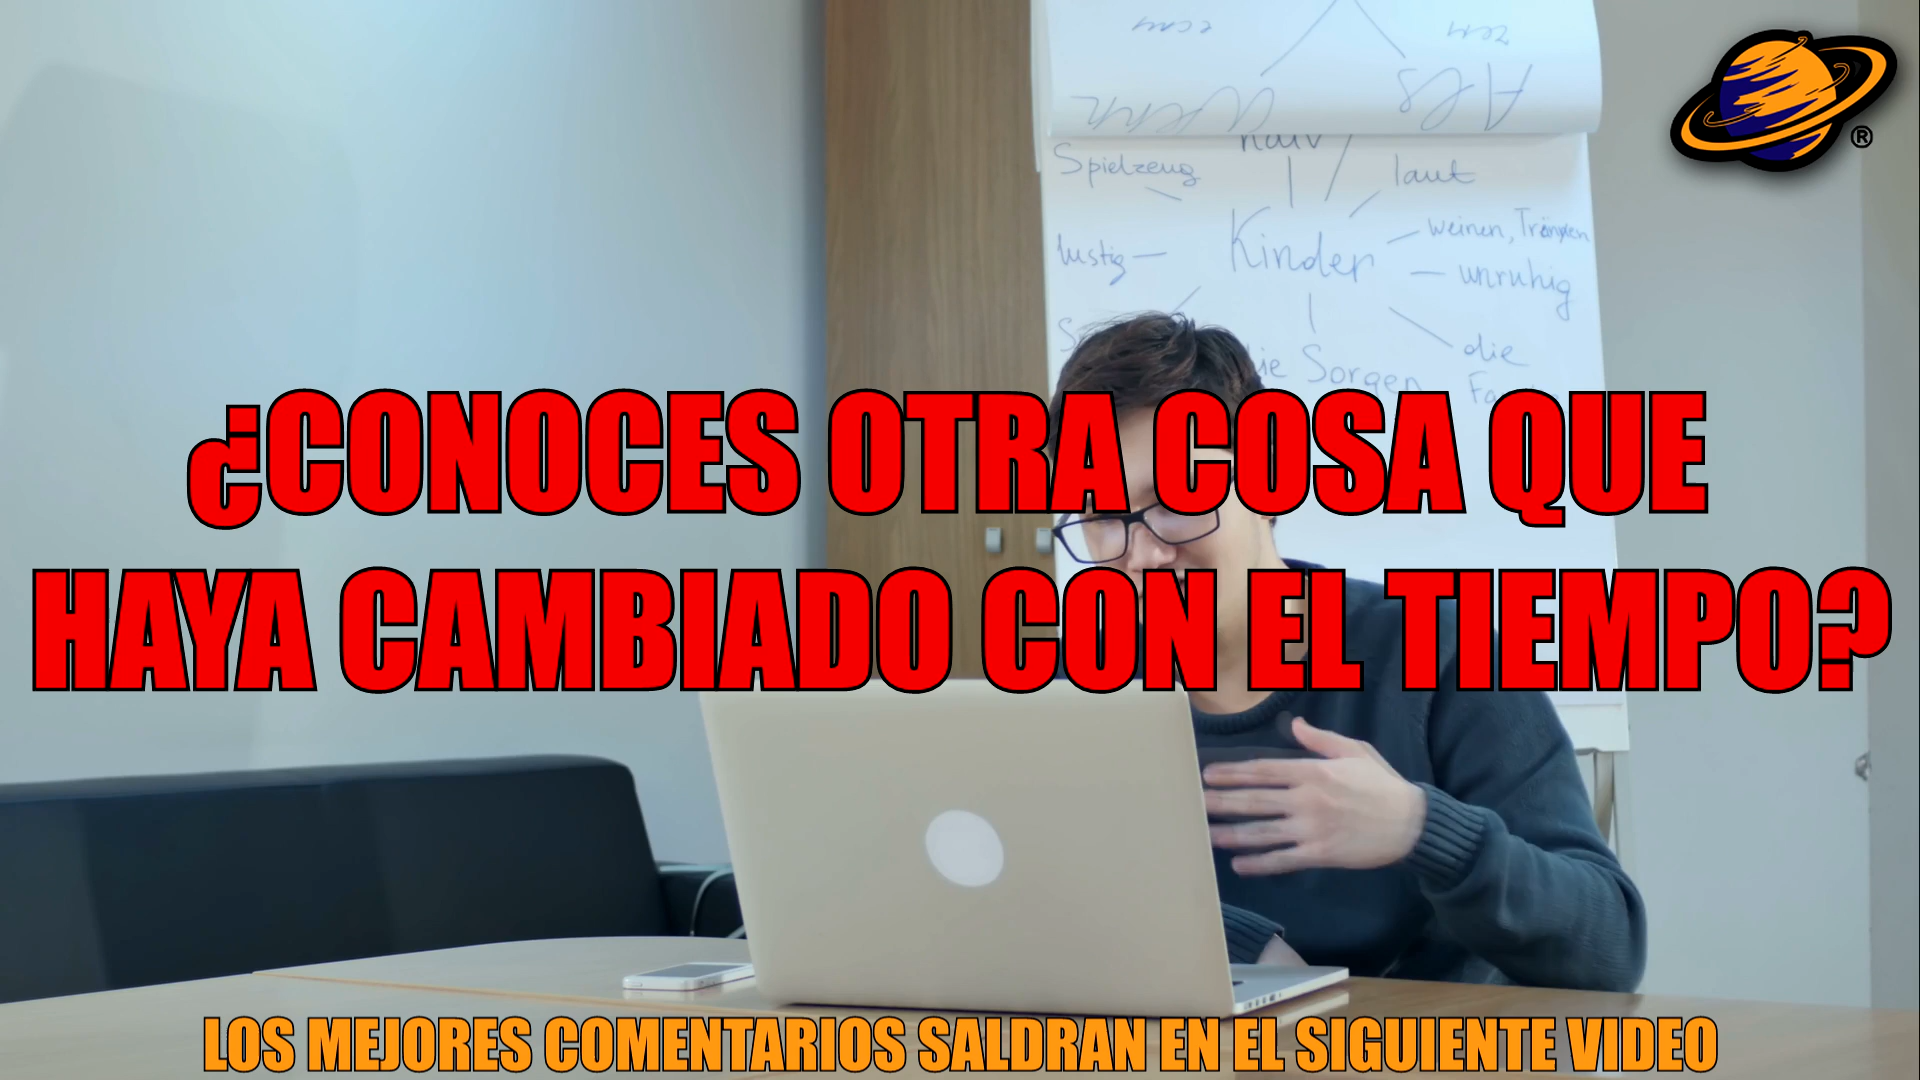 Spielzeug
laut
Kinder
weinen,
lustig
unruhig
die
die Sorgen
¿CONOCES OTRA COSA QUE
HAYA CAMBIADO CON EL TIEMPO?
LOS MEJORES COMENTARIOS SALDRAN EN EL SIGUIENTE VIDEO
®